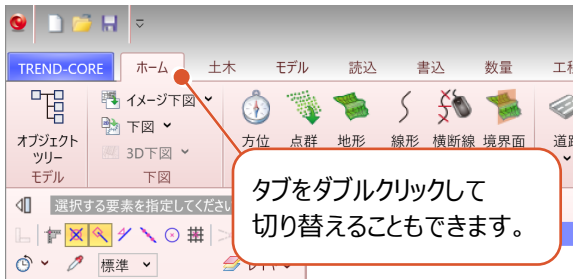 TREND-CORE ホーム 土木 モデル 読込 書込 数量
オブジェクト
ツリー
モデル
イメージ下図
下図
3D下図
下図
方位 点群 地形 線形 横断線 境界面
タブをダブルクリックして
切り替えることもできます。
選択する要素を指定してくださ
標準